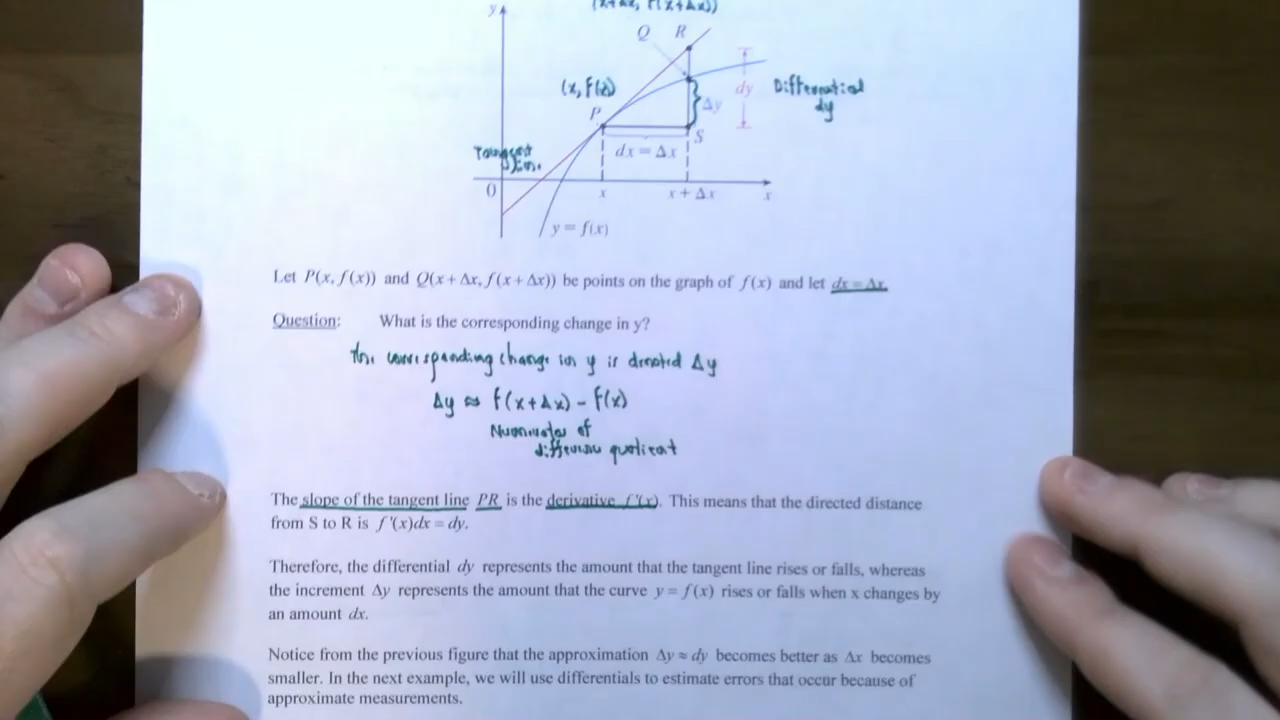 (x+Δx, f(x+Δx))
y
Q R
(x, f(x))
P
Δy
dy
Differential
dy
S
Tangent
Line.
dx = Δx
0
x
x + Δx
x
y = f(x)
Let P(x, f(x)) and Q(x + Δx, f(x + Δx)) be points on the graph of f(x) and let dx = Δx.
Question: What is the corresponding change in y?
The corresponding change in y is denoted Δy
Δy ≈ f(x+Δx) - f(x)
Numerator of
difference quotient
The slope of the tangent line PR is the derivative f'(x). This means that the directed distance
from S to R is f'(x)dx = dy.
Therefore, the differential dy represents the amount that the tangent line rises or falls, whereas
the increment Δy represents the amount that the curve y = f(x) rises or falls when x changes by
an amount dx.
Notice from the previous figure that the approximation Δy ≈ dy becomes better as Δx becomes
smaller. In the next example, we will use differentials to estimate errors that occur because of
approximate measurements.